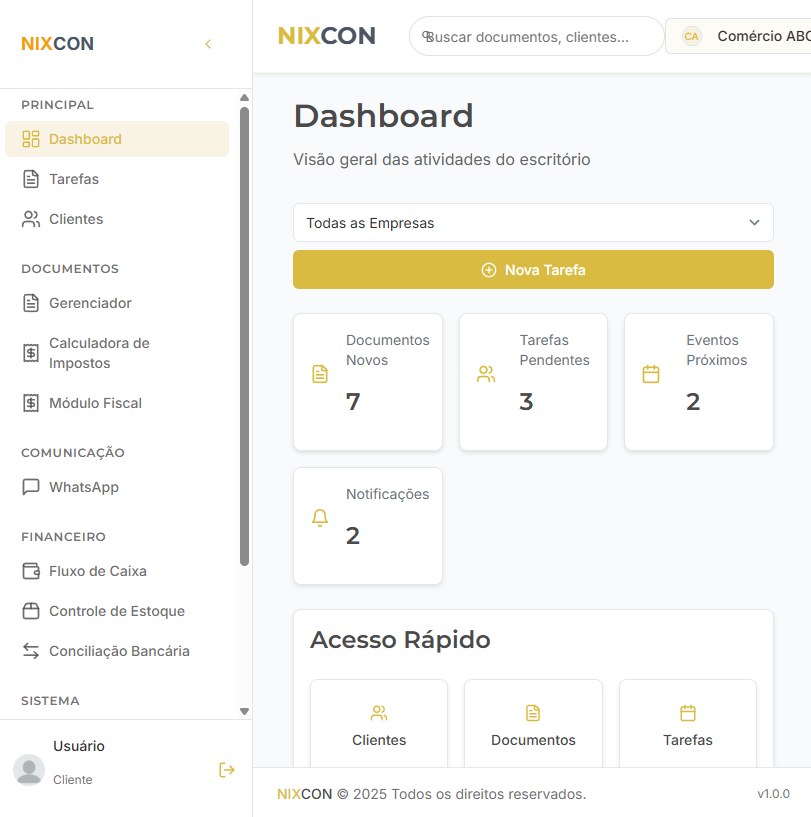 NIXCON
PRINCIPAL
Dashboard
Tarefas
Clientes
DOCUMENTOS
Gerenciador
Calculadora de
Impostos
Módulo Fiscal
COMUNICAÇÃO
WhatsApp
FINANCEIRO
Fluxo de Caixa
Controle de Estoque
Conciliação Bancária
SISTEMA
Usuário
Cliente
NIXCON
Buscar documentos, clientes...
CA
Comércio ABC
Dashboard
Visão geral das atividades do escritório
Todas as Empresas
Nova Tarefa
Documentos
Novos
7
Tarefas
Pendentes
3
Eventos
Próximos
2
Notificações
2
Acesso Rápido
Clientes
Documentos
Tarefas
NIXCON © 2025 Todos os direitos reservados.
v1.0.0